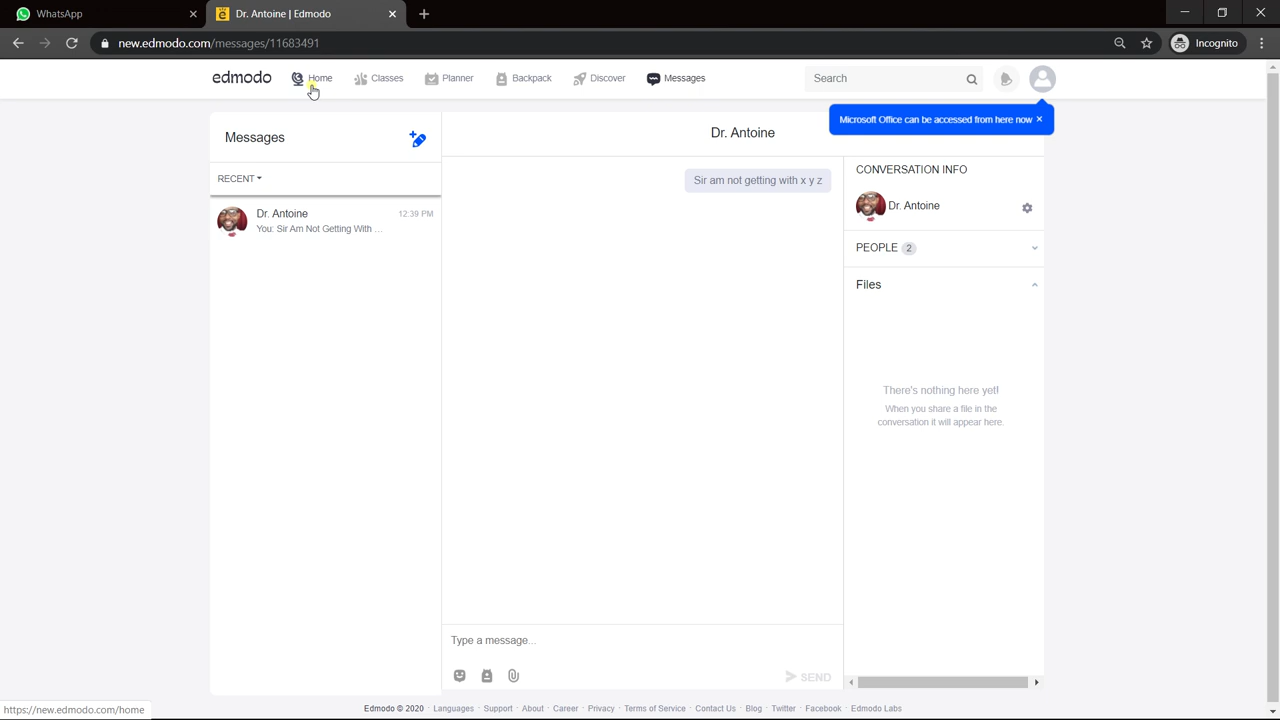 WhatsApp
Dr. Antoine | Edmodo
new.edmodo.com/messages/11683491
Incognito
edmodo
Home
Classes
Planner
Backpack
Discover
Messages
Search
Microsoft Office can be accessed from here now ×
Messages
Dr. Antoine
RECENT
Sir am not getting with x y z
CONVERSATION INFO
Dr. Antoine
12:39 PM
You: Sir Am Not Getting With ...
Dr. Antoine
PEOPLE 2
Files
There's nothing here yet!
When you share a file in the
conversation it will appear here.
Type a message...
SEND
https://new.edmodo.com/home
Edmodo © 2020 · Languages · Support · About · Career · Privacy · Terms of Service · Contact Us · Blog · Twitter · Facebook · Edmodo Labs